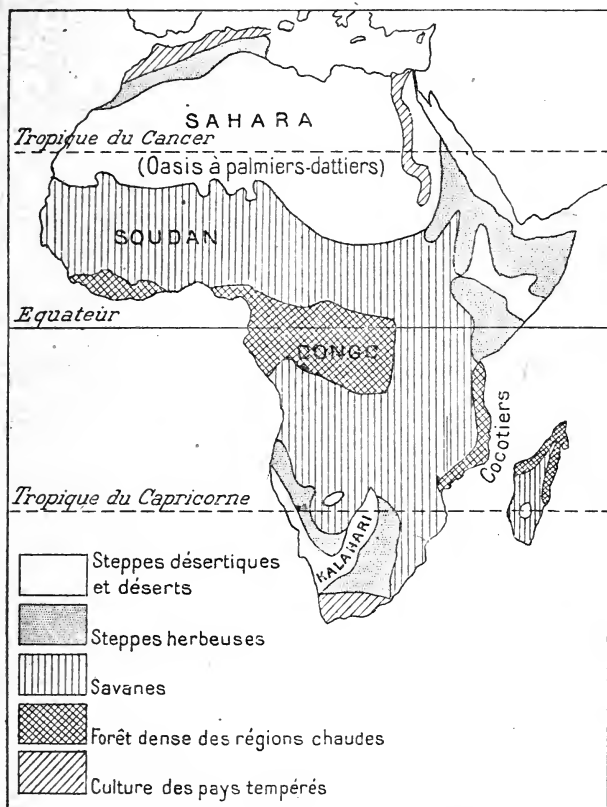 SAHARA
Tropique du Cancer
(Oasis à palmiers-dattiers)
SOUDAN
Equateur
CONGO
Cocotiers
Tropique du Capricorne
KALAHARI
Steppes désertiques
et déserts
Steppes herbeuses
Savanes
Forêt dense des régions chaudes
Culture des pays tempérés